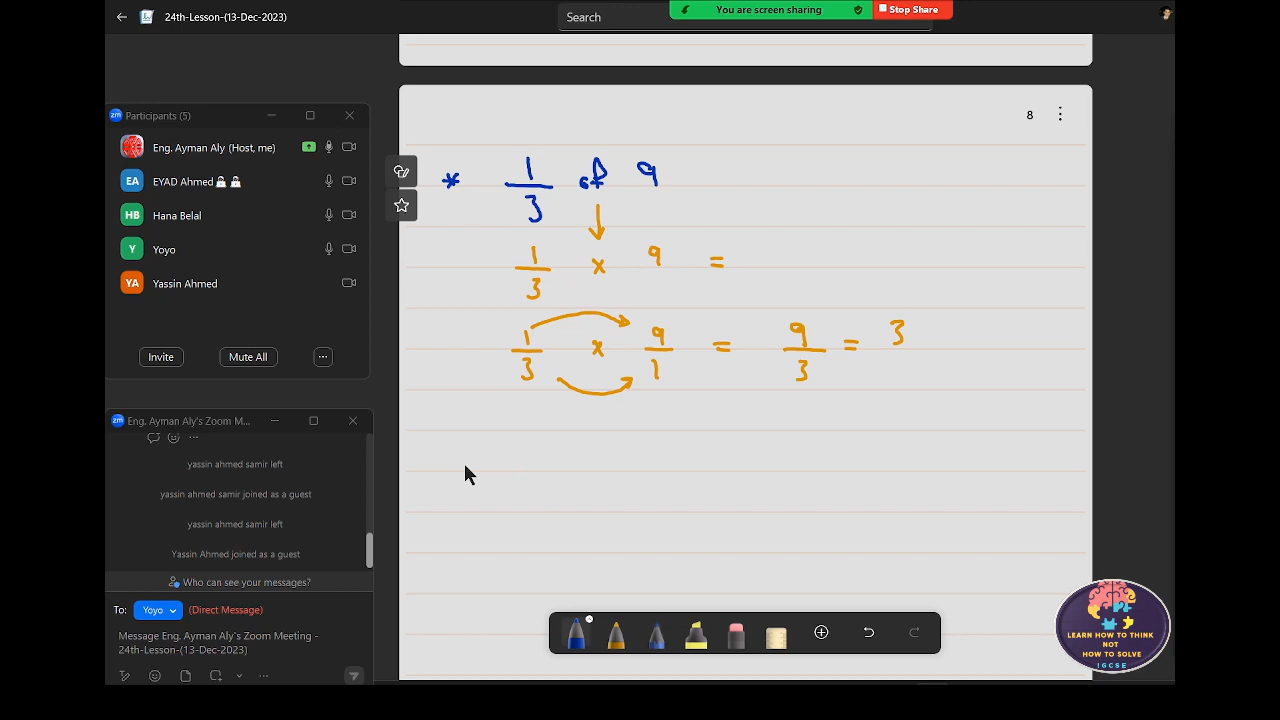 24th-Lesson-(13-Dec-2023)
Search
You are screen sharing
Stop Share
zm Participants (5)
Eng. Ayman Aly (Host, me)
EA EYAD Ahmed
HB Hana Belal
Y Yoyo
YA Yassin Ahmed
Invite
Mute All
...
zm Eng. Ayman Aly's Zoom M...
yassin ahmed samir left
yassin ahmed samir joined as a guest
yassin ahmed samir left
Yassin Ahmed joined as a guest
Who can see your messages?
To: Yoyo (Direct Message)
Message Eng. Ayman Aly's Zoom Meeting -
24th-Lesson-(13-Dec-2023)
8
* 1/3 of 9
1/3 x 9 =
1/3 x 9/1 = 9/3 = 3
LEARN HOW TO THINK
NOT
HOW TO SOLVE
IGCSE